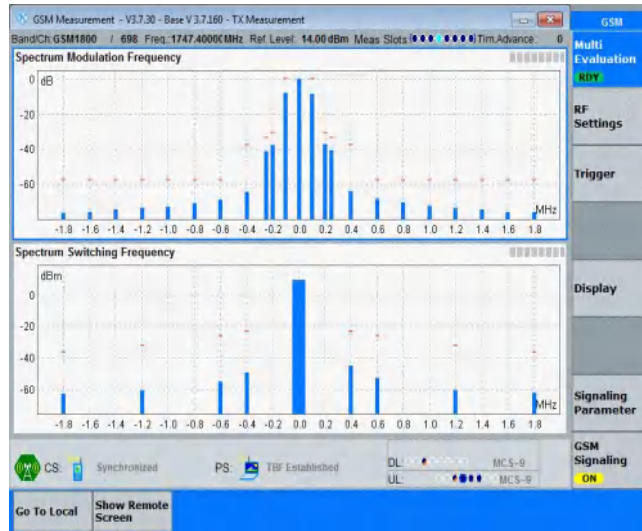 GSM Measurement - V3.7.30 - Base V 3.7.160 - TX Measurement
GSM
Band/Ch: GSM1800 / 698 Freq.: 1747.4000 MHz Ref. Level: 14.00 dBm Meas Slots: Tim.Advance: 0
Multi Evaluation
RDY
Spectrum Modulation Frequency
0 dB
-20
-40
-60
MHz
-1.8 -1.6 -1.4 -1.2 -1.0 -0.8 -0.6 -0.4 -0.2 0.0 0.2 0.4 0.6 0.8 1.0 1.2 1.4 1.6 1.8
RF Settings
Trigger
Spectrum Switching Frequency
dBm
0
-20
-40
-60
MHz
-1.8 -1.6 -1.4 -1.2 -1.0 -0.8 -0.6 -0.4 -0.2 0.0 0.2 0.4 0.6 0.8 1.0 1.2 1.4 1.6 1.8
Display
Signaling Parameter
CS: Synchronized PS: TBF Established
DL: MCS-9
UL: MCS-9
GSM Signaling
ON
Go To Local
Show Remote Screen